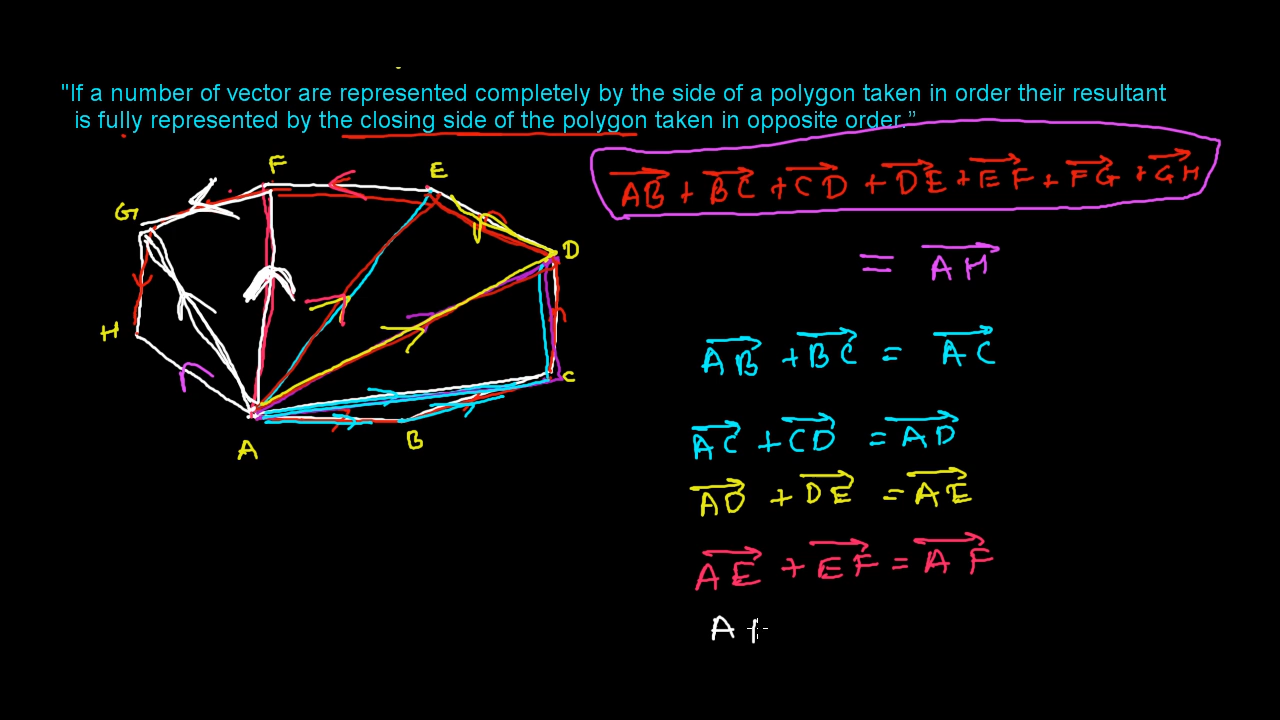 "If a number of vector are represented completely by the side of a polygon taken in order their resultant
is fully represented by the closing side of the polygon taken in opposite order."
F
E
G
D
H
C
A
B
AB + BC + CD + DE + EF + FG + GH
= AH
AB + BC = AC
AC + CD = AD
AD + DE = AE
AE + EF = AF
A